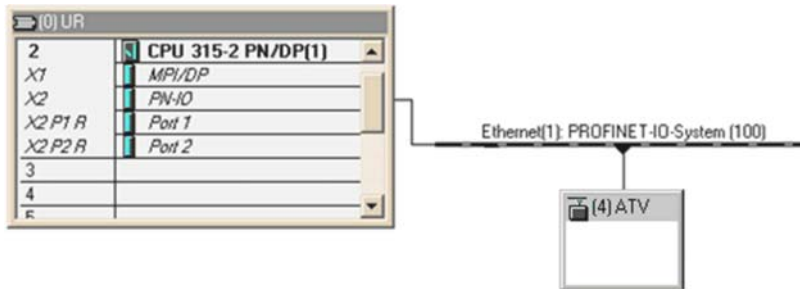 (0) UR
2 CPU 315-2 PN/DP(1)
X1 MPI/DP
X2 PN-IO
X2 P1 R Port 1
X2 P2 R Port 2
3
4
5
Ethernet(1): PROFINET-IO-System (100)
(4) ATV